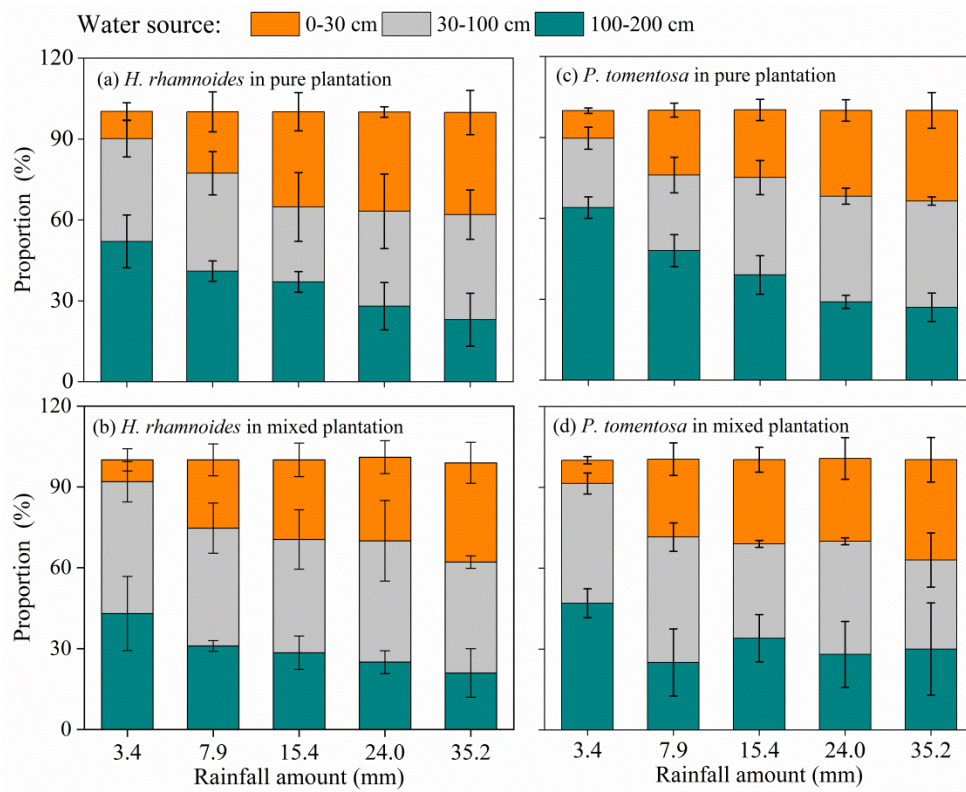 Water source: 0-30 cm 30-100 cm 100-200 cm
(a) H. rhamnoides in pure plantation
(c) P. tomentosa in pure plantation
120
90
60
30
0
Proportion (%)
(b) H. rhamnoides in mixed plantation
(d) P. tomentosa in mixed plantation
120
90
60
30
0
Proportion (%)
3.4 7.9 15.4 24.0 35.2
Rainfall amount (mm)
3.4 7.9 15.4 24.0 35.2
Rainfall amount (mm)